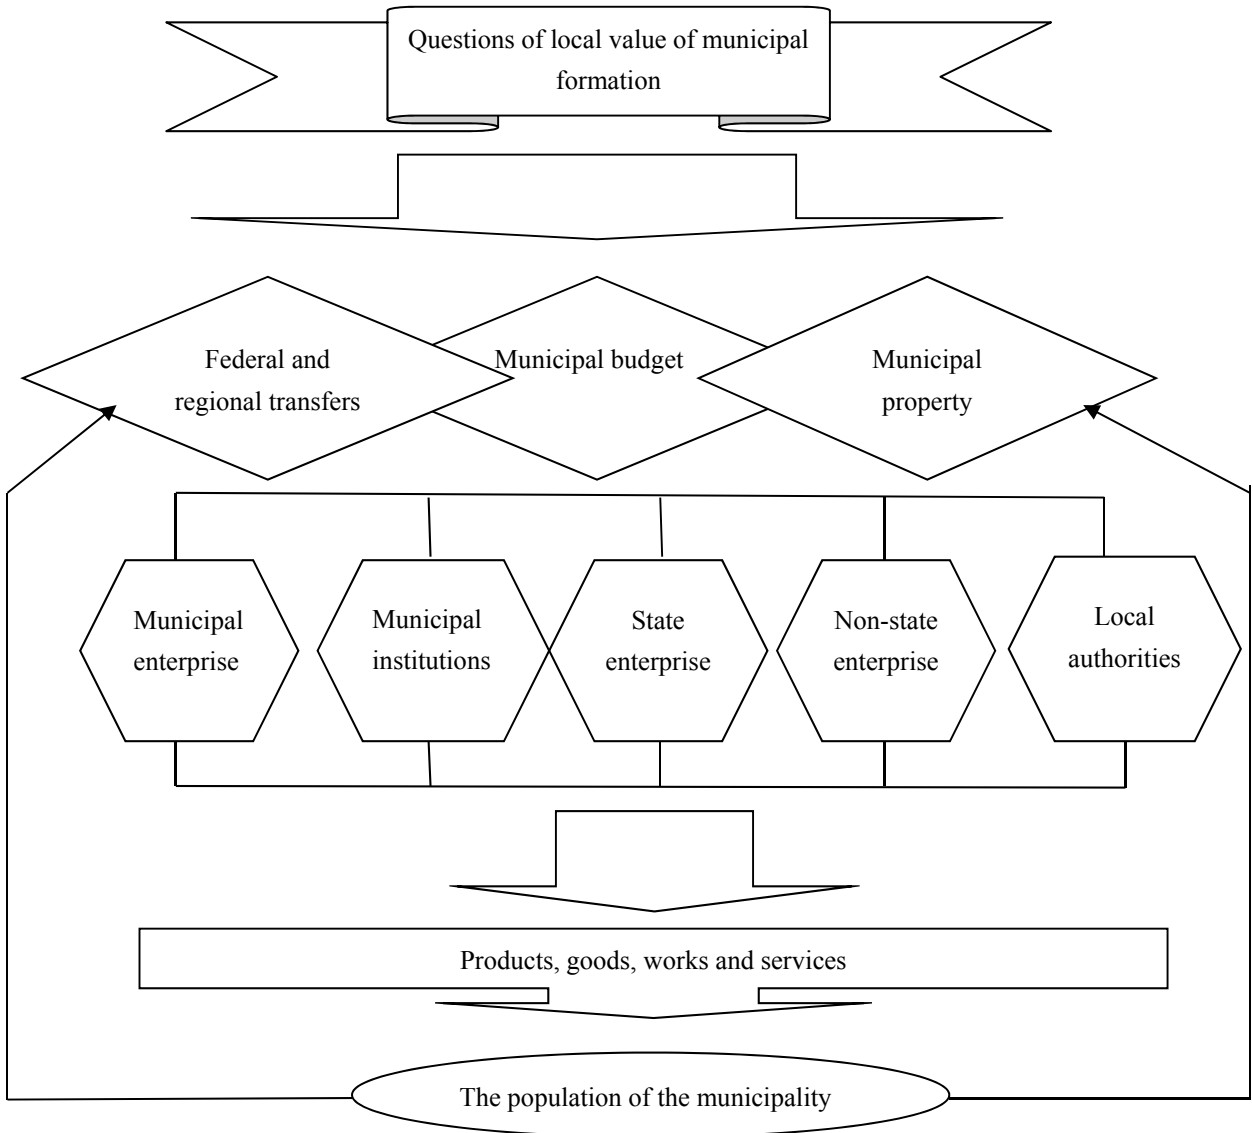 Questions of local value of municipal
formation
Federal and
regional transfers
Municipal budget
Municipal
property
Municipal
enterprise
Municipal
institutions
State
enterprise
Non-state
enterprise
Local
authorities
Products, goods, works and services
The population of the municipality